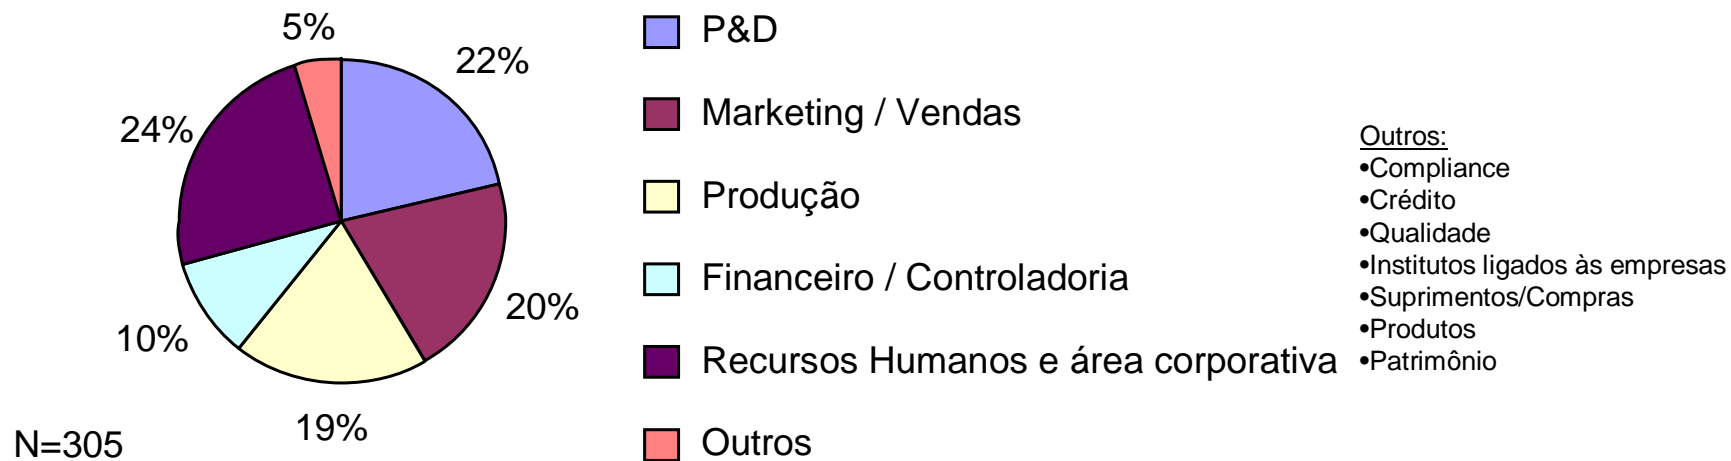 5%
22%
24%
20%
10%
19%
N=305
P&D
Marketing / Vendas
Produção
Financeiro / Controladoria
Recursos Humanos e área corporativa
Outros
Outros:
•Compliance
•Crédito
•Qualidade
•Institutos ligados às empresas
•Suprimentos/Compras
•Produtos
•Patrimônio